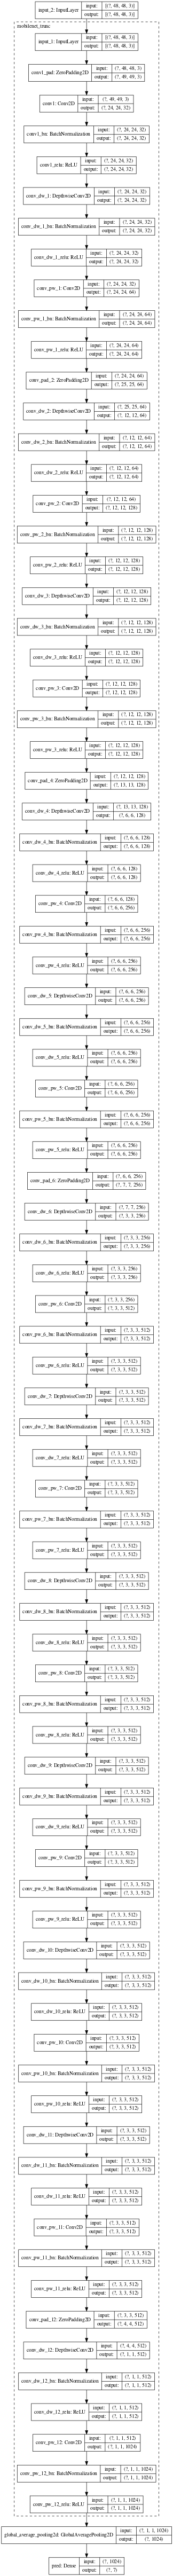 input_2: InputLayer input: [(?, 48, 48, 3)]
output: [(?, 48, 48, 3)]
mobilenet_trunc
input_1: InputLayer input: [(?, 48, 48, 3)]
output: [(?, 48, 48, 3)]
conv1_pad: ZeroPadding2D input: (?, 48, 48, 3)
output: (?, 49, 49, 3)
conv1: Conv2D input: (?, 49, 49, 3)
output: (?, 24, 24, 32)
conv1_bn: BatchNormalization input: (?, 24, 24, 32)
output: (?, 24, 24, 32)
conv1_relu: ReLU input: (?, 24, 24, 32)
output: (?, 24, 24, 32)
conv_dw_1: DepthwiseConv2D input: (?, 24, 24, 32)
output: (?, 24, 24, 32)
conv_dw_1_bn: BatchNormalization input: (?, 24, 24, 32)
output: (?, 24, 24, 32)
conv_dw_1_relu: ReLU input: (?, 24, 24, 32)
output: (?, 24, 24, 32)
conv_pw_1: Conv2D input: (?, 24, 24, 32)
output: (?, 24, 24, 64)
conv_pw_1_bn: BatchNormalization input: (?, 24, 24, 64)
output: (?, 24, 24, 64)
conv_pw_1_relu: ReLU input: (?, 24, 24, 64)
output: (?, 24, 24, 64)
conv_pad_2: ZeroPadding2D input: (?, 24, 24, 64)
output: (?, 25, 25, 64)
conv_dw_2: DepthwiseConv2D input: (?, 25, 25, 64)
output: (?, 12, 12, 64)
conv_dw_2_bn: BatchNormalization input: (?, 12, 12, 64)
output: (?, 12, 12, 64)
conv_dw_2_relu: ReLU input: (?, 12, 12, 64)
output: (?, 12, 12, 64)
conv_pw_2: Conv2D input: (?, 12, 12, 64)
output: (?, 12, 12, 128)
conv_pw_2_bn: BatchNormalization input: (?, 12, 12, 128)
output: (?, 12, 12, 128)
conv_pw_2_relu: ReLU input: (?, 12, 12, 128)
output: (?, 12, 12, 128)
conv_dw_3: DepthwiseConv2D input: (?, 12, 12, 128)
output: (?, 12, 12, 128)
conv_dw_3_bn: BatchNormalization input: (?, 12, 12, 128)
output: (?, 12, 12, 128)
conv_dw_3_relu: ReLU input: (?, 12, 12, 128)
output: (?, 12, 12, 128)
conv_pw_3: Conv2D input: (?, 12, 12, 128)
output: (?, 12, 12, 128)
conv_pw_3_bn: BatchNormalization input: (?, 12, 12, 128)
output: (?, 12, 12, 128)
conv_pw_3_relu: ReLU input: (?, 12, 12, 128)
output: (?, 12, 12, 128)
conv_pad_4: ZeroPadding2D input: (?, 12, 12, 128)
output: (?, 13, 13, 128)
conv_dw_4: DepthwiseConv2D input: (?, 13, 13, 128)
output: (?, 6, 6, 128)
conv_dw_4_bn: BatchNormalization input: (?, 6, 6, 128)
output: (?, 6, 6, 128)
conv_dw_4_relu: ReLU input: (?, 6, 6, 128)
output: (?, 6, 6, 128)
conv_pw_4: Conv2D input: (?, 6, 6, 128)
output: (?, 6, 6, 256)
conv_pw_4_bn: BatchNormalization input: (?, 6, 6, 256)
output: (?, 6, 6, 256)
conv_pw_4_relu: ReLU input: (?, 6, 6, 256)
output: (?, 6, 6, 256)
conv_dw_5: DepthwiseConv2D input: (?, 6, 6, 256)
output: (?, 6, 6, 256)
conv_dw_5_bn: BatchNormalization input: (?, 6, 6, 256)
output: (?, 6, 6, 256)
conv_dw_5_relu: ReLU input: (?, 6, 6, 256)
output: (?, 6, 6, 256)
conv_pw_5: Conv2D input: (?, 6, 6, 256)
output: (?, 6, 6, 256)
conv_pw_5_bn: BatchNormalization input: (?, 6, 6, 256)
output: (?, 6, 6, 256)
conv_pw_5_relu: ReLU input: (?, 6, 6, 256)
output: (?, 6, 6, 256)
conv_pad_6: ZeroPadding2D input: (?, 6, 6, 256)
output: (?, 7, 7, 256)
conv_dw_6: DepthwiseConv2D input: (?, 7, 7, 256)
output: (?, 3, 3, 256)
conv_dw_6_bn: BatchNormalization input: (?, 3, 3, 256)
output: (?, 3, 3, 256)
conv_dw_6_relu: ReLU input: (?, 3, 3, 256)
output: (?, 3, 3, 256)
conv_pw_6: Conv2D input: (?, 3, 3, 256)
output: (?, 3, 3, 512)
conv_pw_6_bn: BatchNormalization input: (?, 3, 3, 512)
output: (?, 3, 3, 512)
conv_pw_6_relu: ReLU input: (?, 3, 3, 512)
output: (?, 3, 3, 512)
conv_dw_7: DepthwiseConv2D input: (?, 3, 3, 512)
output: (?, 3, 3, 512)
conv_dw_7_bn: BatchNormalization input: (?, 3, 3, 512)
output: (?, 3, 3, 512)
conv_dw_7_relu: ReLU input: (?, 3, 3, 512)
output: (?, 3, 3, 512)
conv_pw_7: Conv2D input: (?, 3, 3, 512)
output: (?, 3, 3, 512)
conv_pw_7_bn: BatchNormalization input: (?, 3, 3, 512)
output: (?, 3, 3, 512)
conv_pw_7_relu: ReLU input: (?, 3, 3, 512)
output: (?, 3, 3, 512)
conv_dw_8: DepthwiseConv2D input: (?, 3, 3, 512)
output: (?, 3, 3, 512)
conv_dw_8_bn: BatchNormalization input: (?, 3, 3, 512)
output: (?, 3, 3, 512)
conv_dw_8_relu: ReLU input: (?, 3, 3, 512)
output: (?, 3, 3, 512)
conv_pw_8: Conv2D input: (?, 3, 3, 512)
output: (?, 3, 3, 512)
conv_pw_8_bn: BatchNormalization input: (?, 3, 3, 512)
output: (?, 3, 3, 512)
conv_pw_8_relu: ReLU input: (?, 3, 3, 512)
output: (?, 3, 3, 512)
conv_dw_9: DepthwiseConv2D input: (?, 3, 3, 512)
output: (?, 3, 3, 512)
conv_dw_9_bn: BatchNormalization input: (?, 3, 3, 512)
output: (?, 3, 3, 512)
conv_dw_9_relu: ReLU input: (?, 3, 3, 512)
output: (?, 3, 3, 512)
conv_pw_9: Conv2D input: (?, 3, 3, 512)
output: (?, 3, 3, 512)
conv_pw_9_bn: BatchNormalization input: (?, 3, 3, 512)
output: (?, 3, 3, 512)
conv_pw_9_relu: ReLU input: (?, 3, 3, 512)
output: (?, 3, 3, 512)
conv_dw_10: DepthwiseConv2D input: (?, 3, 3, 512)
output: (?, 3, 3, 512)
conv_dw_10_bn: BatchNormalization input: (?, 3, 3, 512)
output: (?, 3, 3, 512)
conv_dw_10_relu: ReLU input: (?, 3, 3, 512)
output: (?, 3, 3, 512)
conv_pw_10: Conv2D input: (?, 3, 3, 512)
output: (?, 3, 3, 512)
conv_pw_10_bn: BatchNormalization input: (?, 3, 3, 512)
output: (?, 3, 3, 512)
conv_pw_10_relu: ReLU input: (?, 3, 3, 512)
output: (?, 3, 3, 512)
conv_dw_11: DepthwiseConv2D input: (?, 3, 3, 512)
output: (?, 3, 3, 512)
conv_dw_11_bn: BatchNormalization input: (?, 3, 3, 512)
output: (?, 3, 3, 512)
conv_dw_11_relu: ReLU input: (?, 3, 3, 512)
output: (?, 3, 3, 512)
conv_pw_11: Conv2D input: (?, 3, 3, 512)
output: (?, 3, 3, 512)
conv_pw_11_bn: BatchNormalization input: (?, 3, 3, 512)
output: (?, 3, 3, 512)
conv_pw_11_relu: ReLU input: (?, 3, 3, 512)
output: (?, 3, 3, 512)
conv_pad_12: ZeroPadding2D input: (?, 3, 3, 512)
output: (?, 4, 4, 512)
conv_dw_12: DepthwiseConv2D input: (?, 4, 4, 512)
output: (?, 1, 1, 512)
conv_dw_12_bn: BatchNormalization input: (?, 1, 1, 512)
output: (?, 1, 1, 512)
conv_dw_12_relu: ReLU input: (?, 1, 1, 512)
output: (?, 1, 1, 512)
conv_pw_12: Conv2D input: (?, 1, 1, 512)
output: (?, 1, 1, 1024)
conv_pw_12_bn: BatchNormalization input: (?, 1, 1, 1024)
output: (?, 1, 1, 1024)
conv_pw_12_relu: ReLU input: (?, 1, 1, 1024)
output: (?, 1, 1, 1024)
global_average_pooling2d: GlobalAveragePooling2D input: (?, 1, 1, 1024)
output: (?, 1024)
pred: Dense input: (?, 1024)
output: (?, 7)